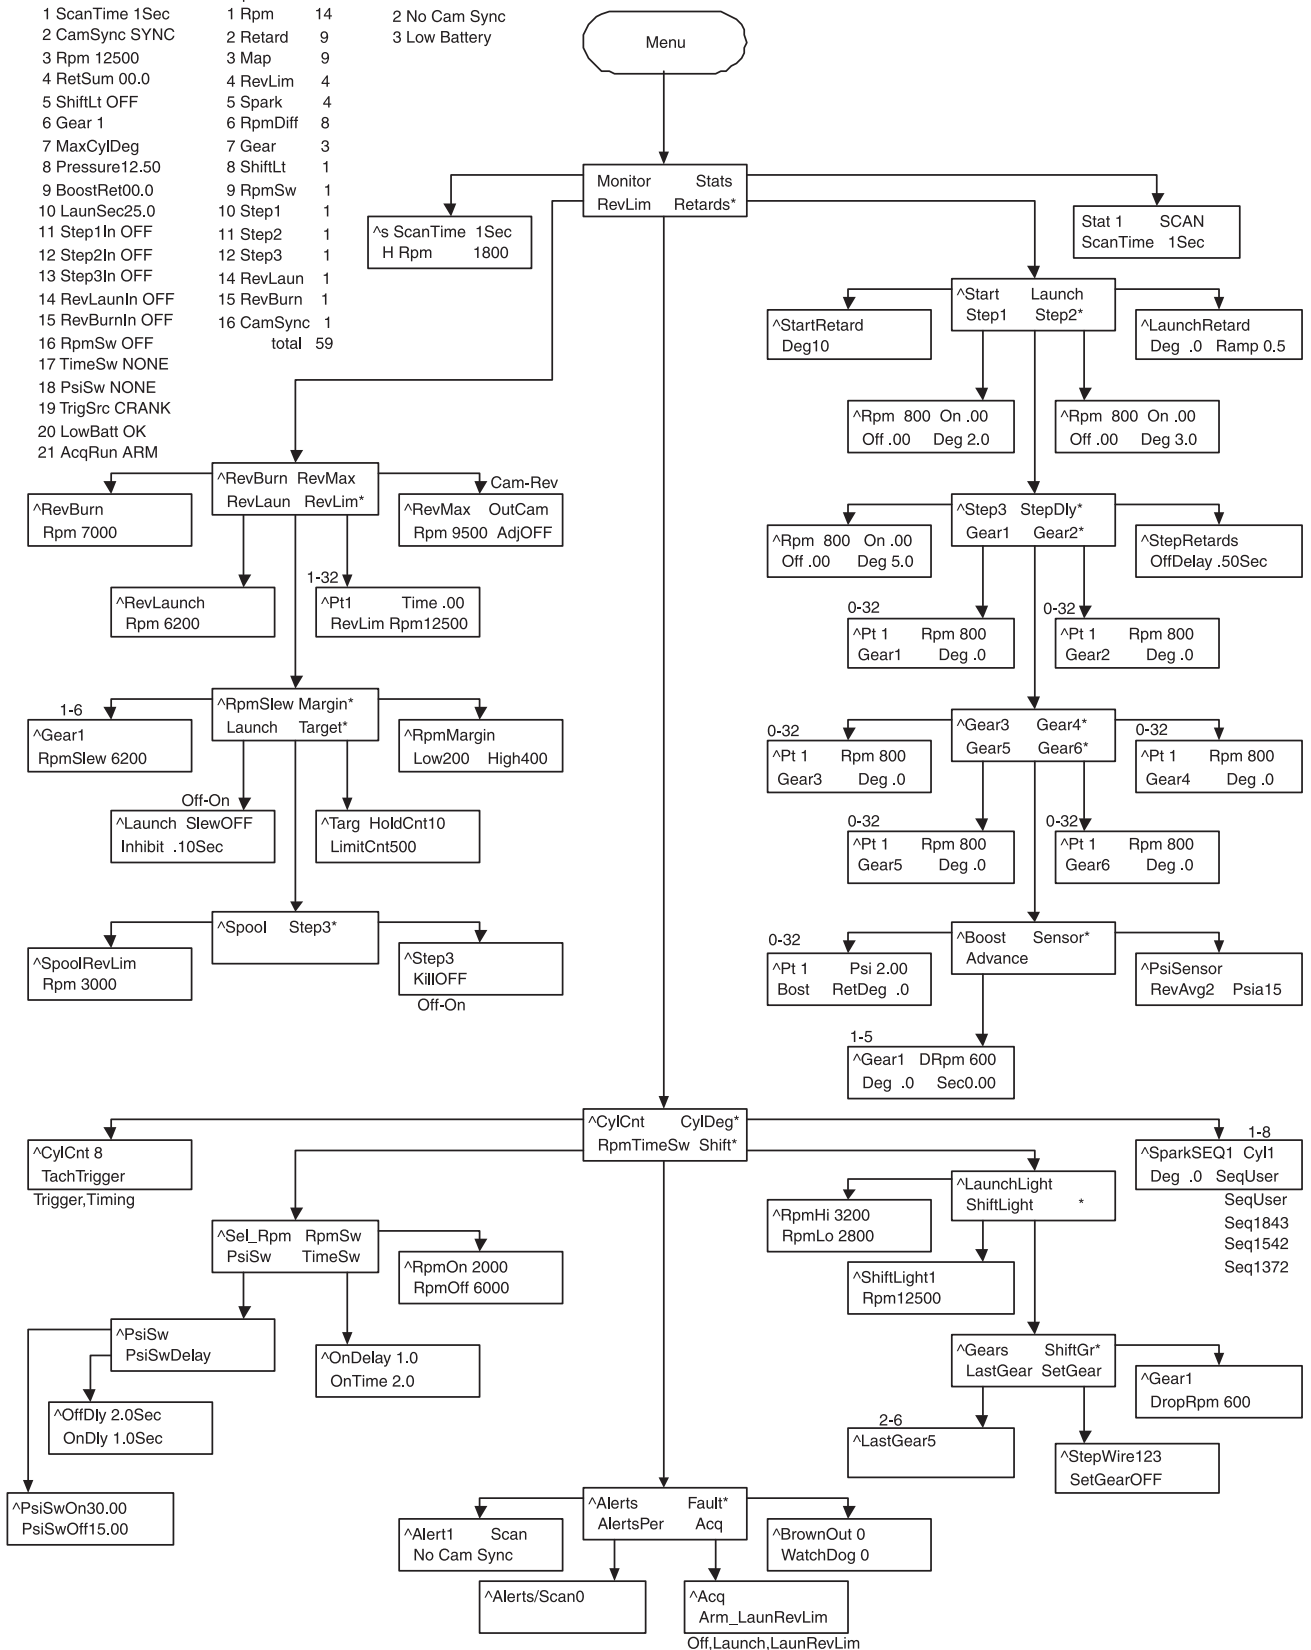 1 ScanTime 1Sec
2 CamSync SYNC
3 Rpm 12500
4 RetSum 00.0
5 ShiftLt OFF
6 Gear 1
7 MaxCylDeg
8 Pressure12.50
9 BoostRet00.0
10 LaunSec25.0
11 Step1In OFF
12 Step2In OFF
13 Step3In OFF
14 RevLaunIn OFF
15 RevBurnIn OFF
16 RpmSw OFF
17 TimeSw NONE
18 PsiSw NONE
19 TrigSrc CRANK
20 LowBatt OK
21 AcqRun ARM
1 Rpm 14
2 Retard 9
3 Map 9
4 RevLim 4
5 Spark 4
6 RpmDiff 8
7 Gear 3
8 ShiftLt 1
9 RpmSw 1
10 Step1 1
11 Step2 1
12 Step3 1
14 RevLaun 1
15 RevBurn 1
16 CamSync 1
total 59
2 No Cam Sync
3 Low Battery
Menu
Monitor Stats
RevLim Retards*
^s ScanTime 1Sec
H Rpm 1800
Stat 1 SCAN
ScanTime 1Sec
^Start Launch
Step1 Step2*
^StartRetard
Deg10
^LaunchRetard
Deg .0 Ramp 0.5
^Rpm 800 On .00
Off .00 Deg 2.0
^Rpm 800 On .00
Off .00 Deg 3.0
^RevBurn RevMax
RevLaun RevLim*
^RevBurn
Rpm 7000
Cam-Rev
^RevMax OutCam
Rpm 9500 AdjOFF
^RevLaunch
Rpm 6200
1-32
^Pt1 Time .00
RevLim Rpm12500
^Step3 StepDly*
Gear1 Gear2*
^Rpm 800 On .00
Off .00 Deg 5.0
^StepRetards
OffDelay .50Sec
0-32
^Pt 1 Rpm 800
Gear1 Deg .0
0-32
^Pt 1 Rpm 800
Gear2 Deg .0
^RpmSlew Margin*
Launch Target*
1-6
^Gear1
RpmSlew 6200
^RpmMargin
Low200 High400
Off-On
^Launch SlewOFF
Inhibit .10Sec
^Targ HoldCnt10
LimitCnt500
^Gear3 Gear4*
Gear5 Gear6*
0-32
^Pt 1 Rpm 800
Gear3 Deg .0
0-32
^Pt 1 Rpm 800
Gear4 Deg .0
0-32
^Pt 1 Rpm 800
Gear5 Deg .0
0-32
^Pt 1 Rpm 800
Gear6 Deg .0
^Spool Step3*
^SpoolRevLim
Rpm 3000
^Step3
KillOFF
Off-On
^Boost Sensor*
Advance
0-32
^Pt 1 Psi 2.00
Bost RetDeg .0
^PsiSensor
RevAvg2 Psia15
1-5
^Gear1 DRpm 600
Deg .0 Sec0.00
^CylCnt CylDeg*
RpmTimeSw Shift*
^CylCnt 8
TachTrigger
Trigger,Timing
1-8
^SparkSEQ1 Cyl1
Deg .0 SeqUser
SeqUser
Seq1843
Seq1542
Seq1372
^Sel_Rpm RpmSw
PsiSw TimeSw
^RpmOn 2000
RpmOff 6000
^LaunchLight
ShiftLight *
^RpmHi 3200
RpmLo 2800
^ShiftLight1
Rpm12500
^PsiSw
PsiSwDelay
^OnDelay 1.0
OnTime 2.0
^OffDly 2.0Sec
OnDly 1.0Sec
^PsiSwOn30.00
PsiSwOff15.00
^Gears ShiftGr*
LastGear SetGear
^Gear1
DropRpm 600
2-6
^LastGear5
^StepWire123
SetGearOFF
^Alerts Fault*
AlertsPer Acq
^Alert1 Scan
No Cam Sync
^BrownOut 0
WatchDog 0
^Alerts/Scan0
^Acq
Arm_LaunRevLim
Off,Launch,LaunRevLim